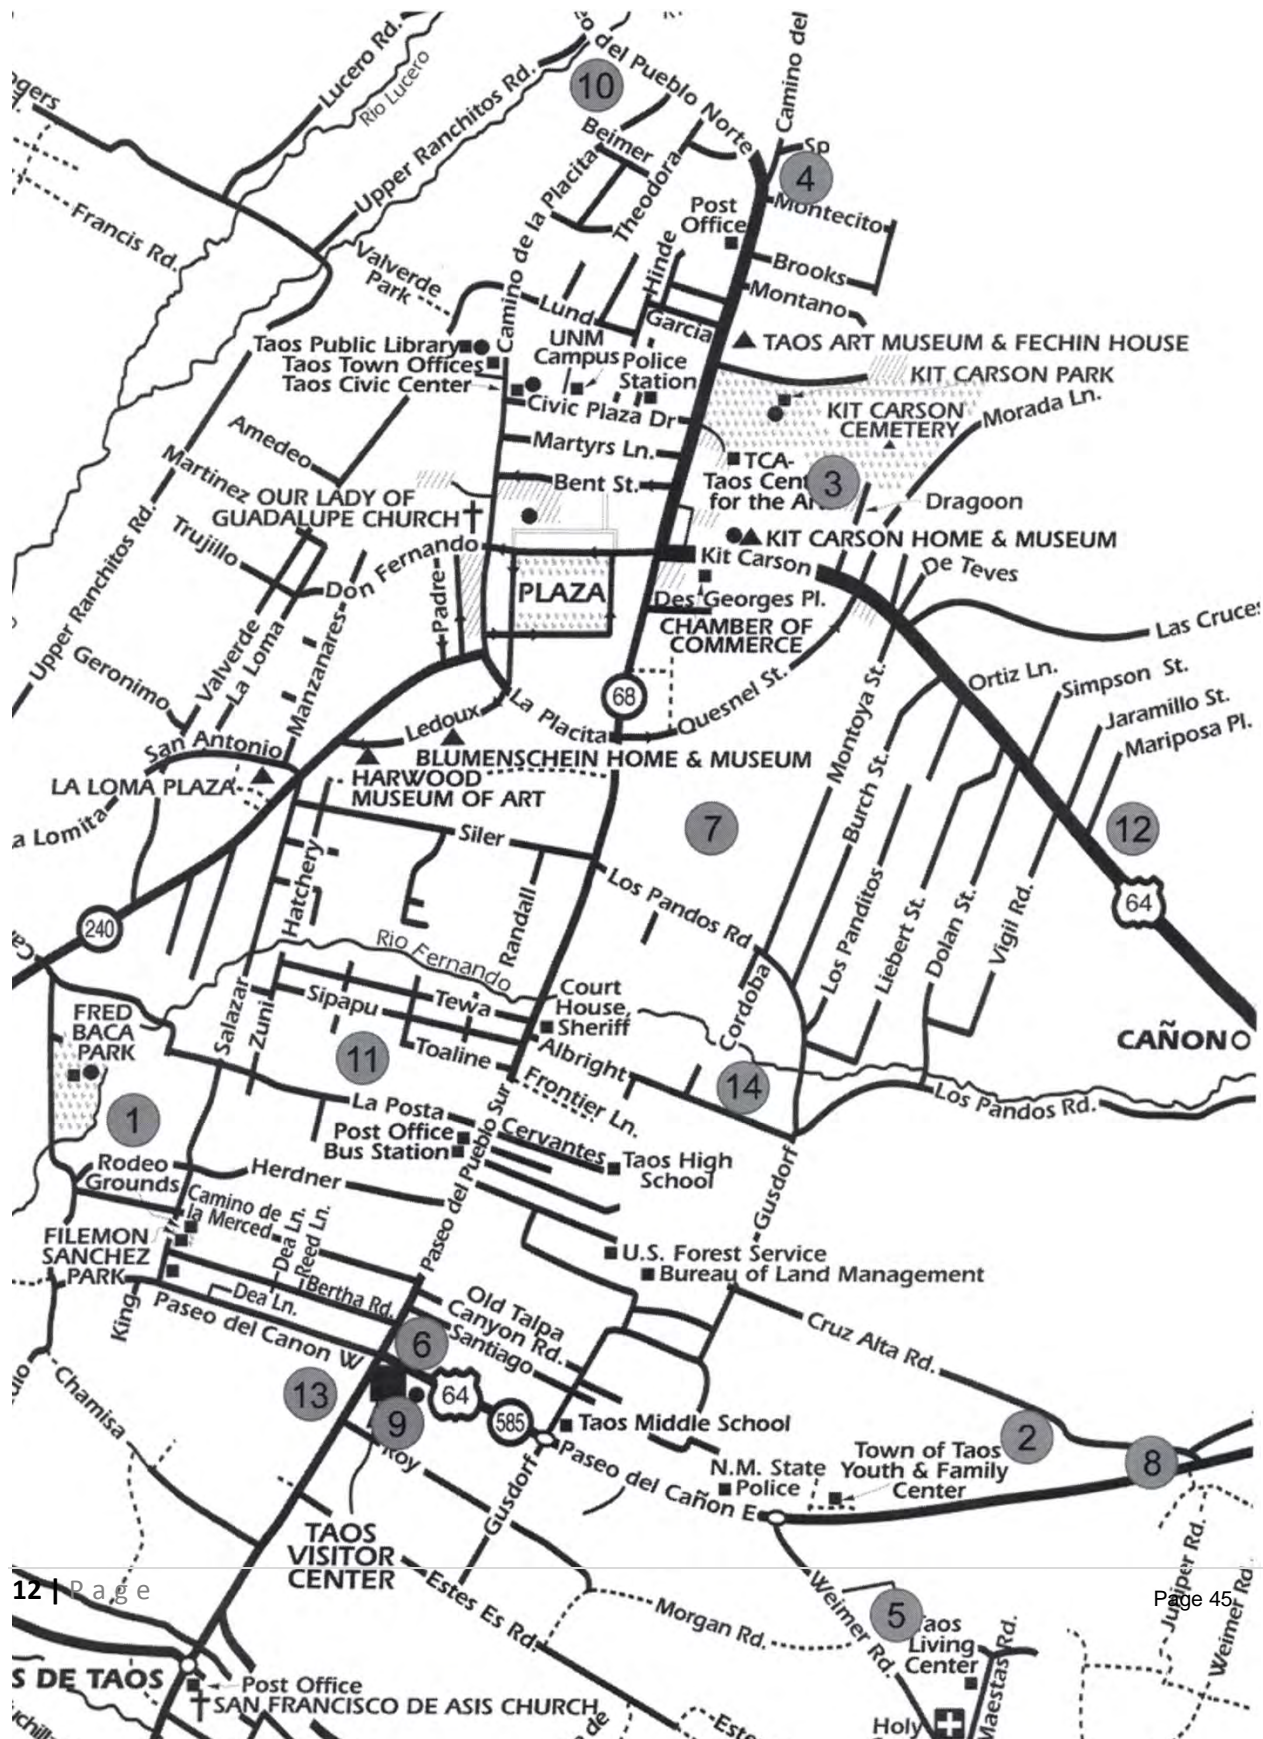 Lucero Rd.
Rio Lucero
Upper Ranchitos Rd.
o del Pueblo Norte
Camino del
10
ogers
Sp
4
Beimer
Camino de la Placita
Theodora
Post
Office
Montecito
Francis Rd.
Valverde
Park
Hinde
Brooks
Montano
Lund
Garcia
Taos Public Library
Taos Town Offices
Taos Civic Center
UNM
Campus
Police
Station
TAOS ART MUSEUM & FECHIN HOUSE
KIT CARSON PARK
KIT CARSON
CEMETERY
Morada Ln.
Civic Plaza Dr
Martyrs Ln.
Bent St.
Amedeo
Martinez
TCA-
Taos Cent
for the Ar
3
Dragoon
OUR LADY OF
GUADALUPE CHURCH
Trujillo
Don Fernando
KIT CARSON HOME & MUSEUM
Kit Carson
De Teves
Upper Ranchitos Rd.
PLAZA
Padre
Des Georges Pl.
CHAMBER OF
COMMERCE
Las Cruces
Geronimo
Valverde
La Loma
Manzanares
68
Quesnel St.
Montoya St.
Ortiz Ln.
Simpson St.
Jaramillo St.
Mariposa Pl.
La Placita
Ledoux
San Antonio
BLUMENSCHEIN HOME & MUSEUM
LA LOMA PLAZA
HARWOOD
MUSEUM OF ART
a Lomita
Siler
7
Burch St.
12
Hatchery
Randall
Los Pandos Rd
64
240
Rio Fernando
Los Panditos
Liebert St.
Dolan St.
Vigil Rd.
Salazar
Zuni
Sipapu
Tewa
Court
House,
Sheriff
Cordoba
CAÑON
FRED
BACA
PARK
11
Toaline
Albright
14
Frontier Ln.
Los Pandos Rd.
1
La Posta
Cervantes
Post Office
Bus Station
Taos High
School
Paseo del Pueblo Sur
Gusdorf
Rodeo
Grounds
Herdner
Camino de
la Merced
Dea Ln.
Reed Ln.
FILEMON
SANCHEZ
PARK
U.S. Forest Service
Bureau of Land Management
Bertha Rd.
Dea Ln.
King
Paseo del Canon W
Old Talpa
Canyon Rd.
Santiago
Cruz Alta Rd.
6
13
9
64
585
Chamisa
Taos Middle School
2
8
Roy
Gusdorf
Paseo del Cañon E
N.M. State
Police
Town of Taos
Youth & Family
Center
TAOS
VISITOR
CENTER
Juniper Rd.
Weimer Rd.
12 | Page
Page 45
Estes Es Rd.
Morgan Rd.
Weimer Rd.
5
Taos
Living
Center
Maestas Rd.
S DE TAOS
Post Office
SAN FRANCISCO DE ASIS CHURCH
de
Este
Holy